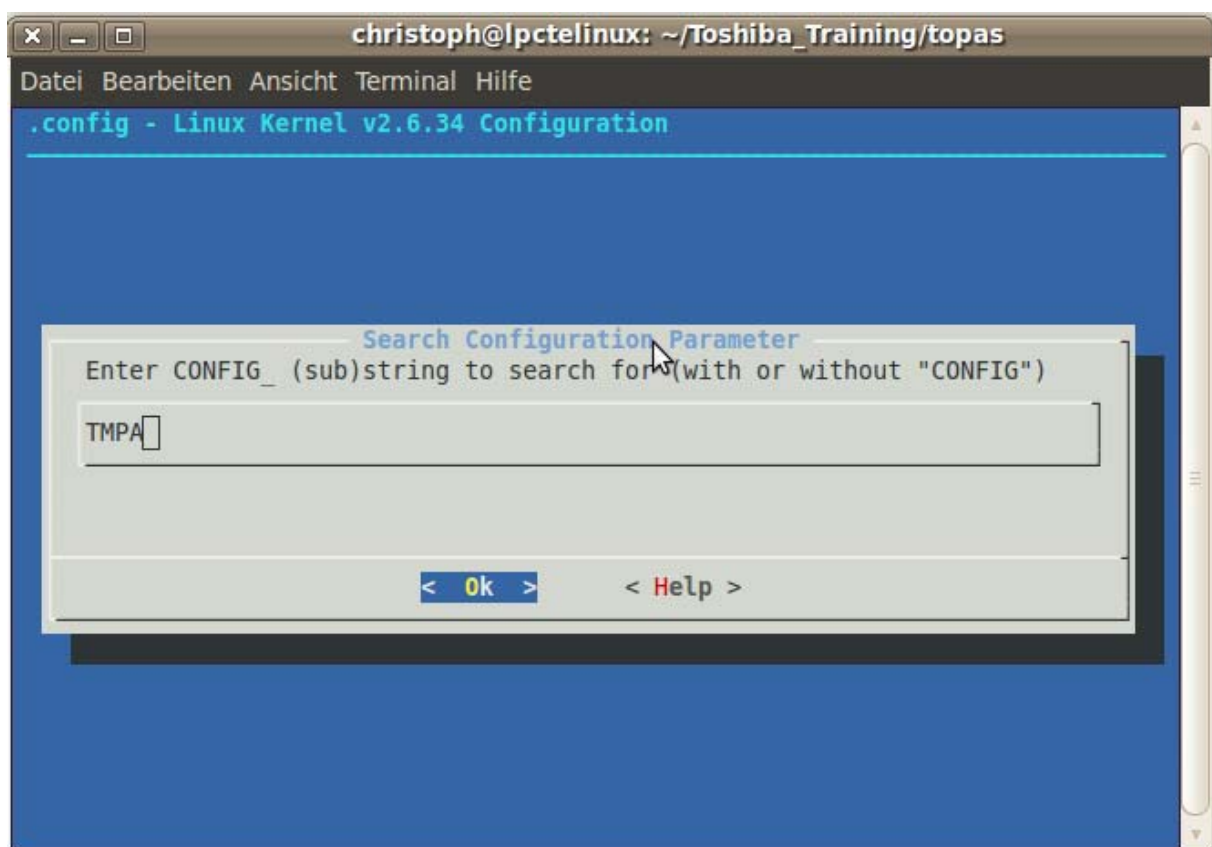 christoph@lpctelinux: ~/Toshiba_Training/topas
Datei Bearbeiten Ansicht Terminal Hilfe
.config - Linux Kernel v2.6.34 Configuration
Search Configuration Parameter
Enter CONFIG_ (sub)string to search for (with or without "CONFIG")
TMPA
< Ok > < Help >